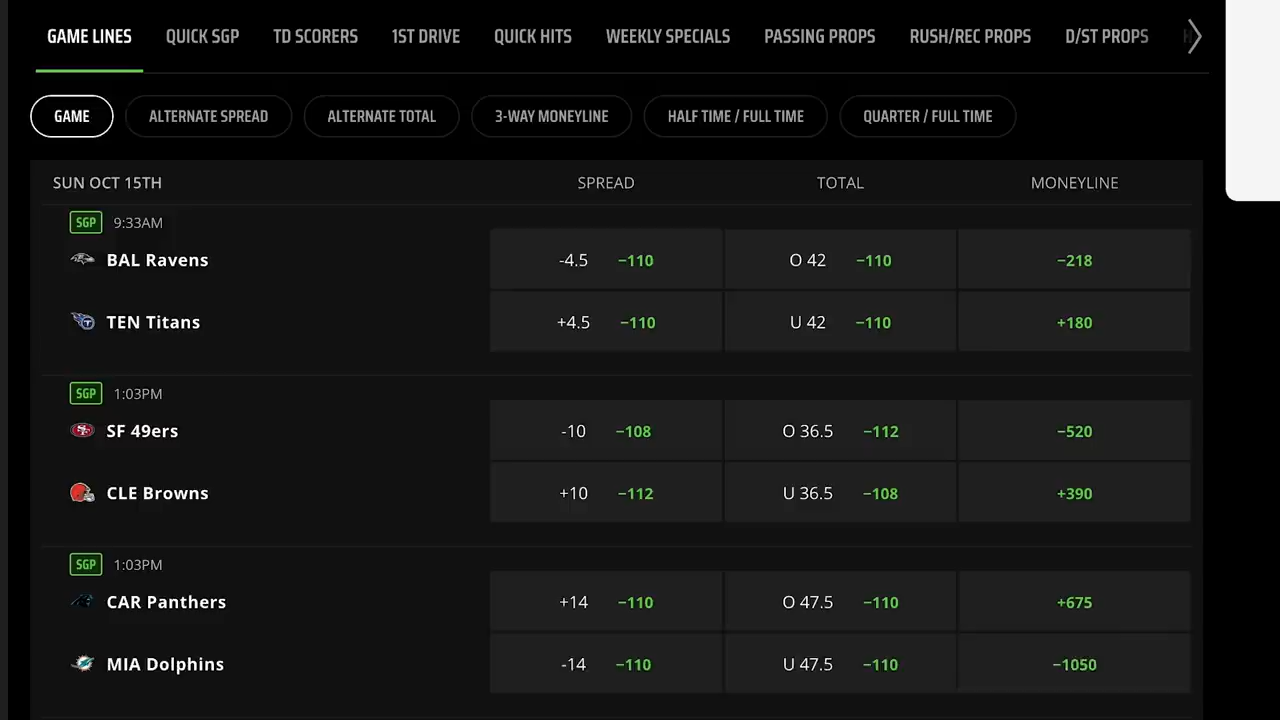 GAME LINES QUICK SGP TD SCORERS 1ST DRIVE QUICK HITS WEEKLY SPECIALS PASSING PROPS RUSH/REC PROPS D/ST PROPS
GAME ALTERNATE SPREAD ALTERNATE TOTAL 3-WAY MONEYLINE HALF TIME / FULL TIME QUARTER / FULL TIME
SUN OCT 15TH SPREAD TOTAL MONEYLINE
SGP 9:33AM
BAL Ravens -4.5 −110 O 42 −110 −218
TEN Titans +4.5 −110 U 42 −110 +180
SGP 1:03PM
SF 49ers -10 −108 O 36.5 −112 −520
CLE Browns +10 −112 U 36.5 −108 +390
SGP 1:03PM
CAR Panthers +14 −110 O 47.5 −110 +675
MIA Dolphins -14 −110 U 47.5 −110 −1050